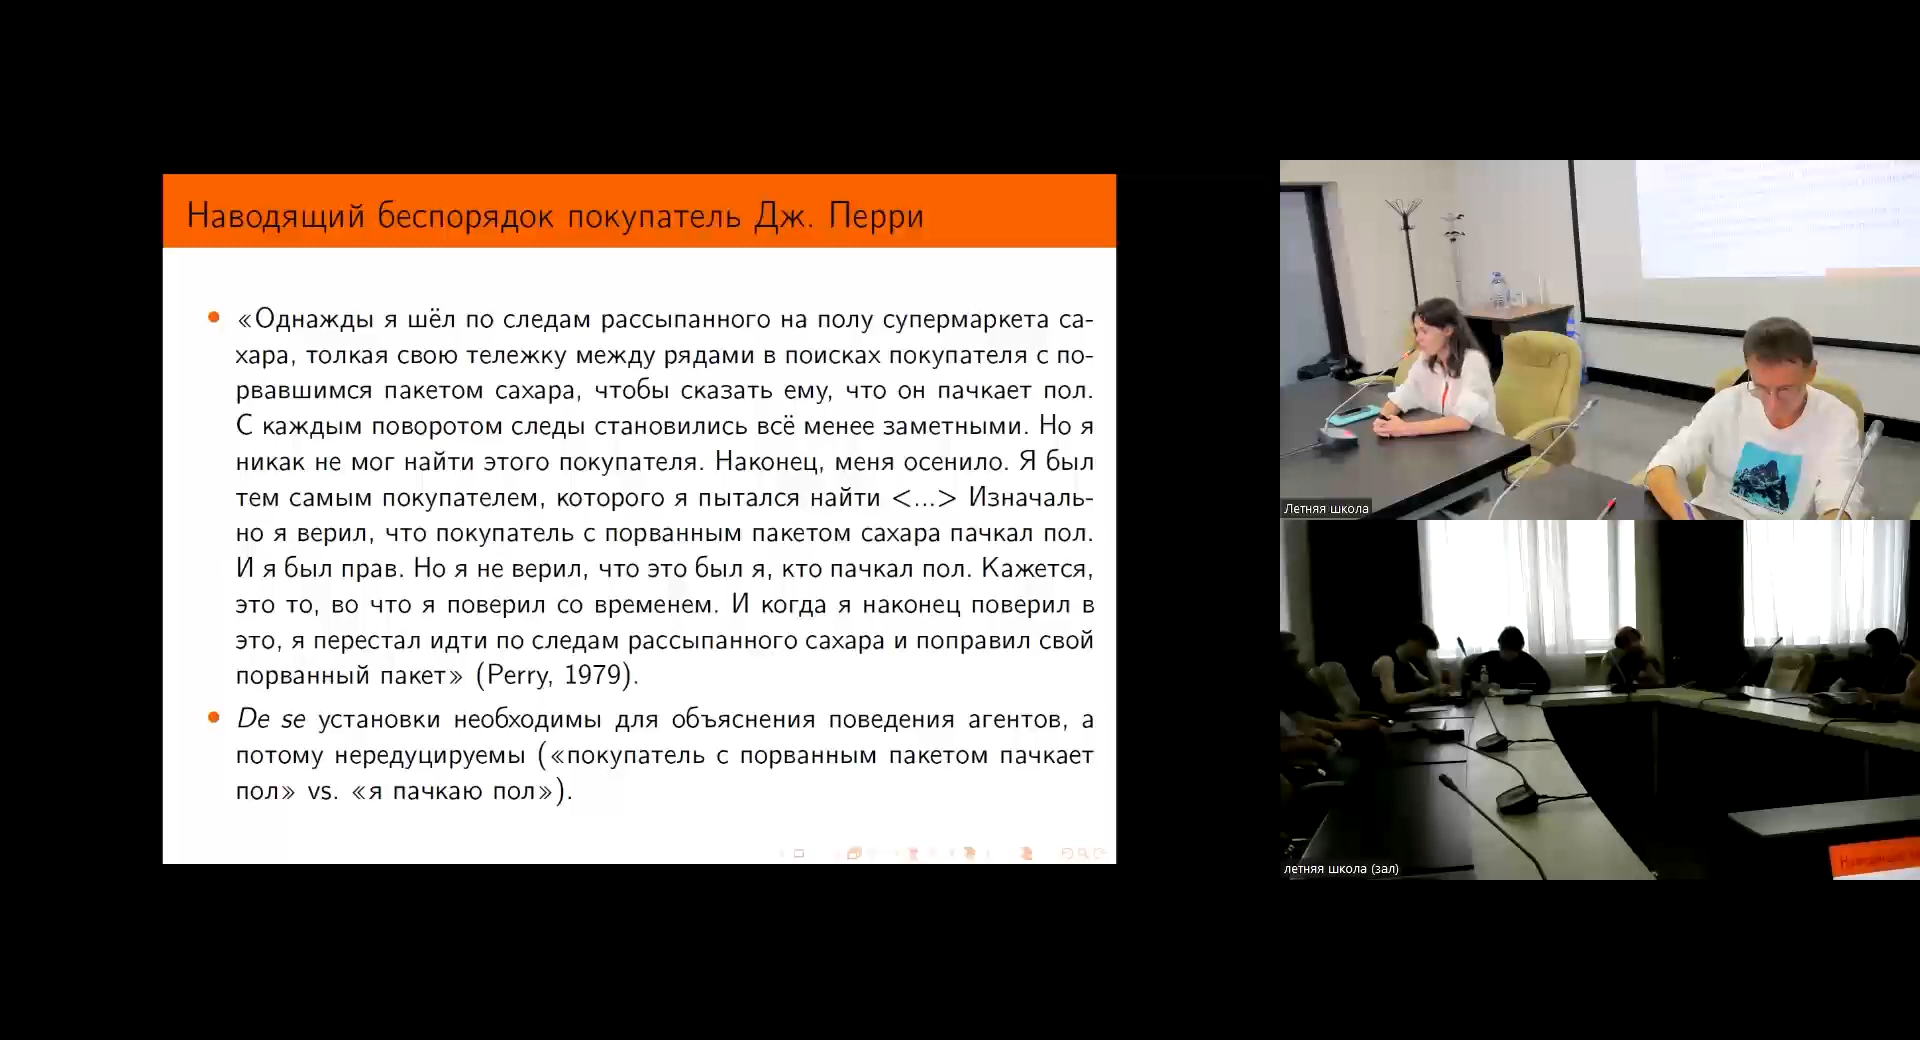 Наводящий беспорядок покупатель Дж. Перри
«Однажды я шёл по следам рассыпанного на полу супермаркета са-
хара, толкая свою тележку между рядами в поисках покупателя с по-
рвавшимся пакетом сахара, чтобы сказать ему, что он пачкает пол.
С каждым поворотом следы становились всё менее заметными. Но я
никак не мог найти этого покупателя. Наконец, меня осенило. Я был
тем самым покупателем, которого я пытался найти <...> Изначаль-
но я верил, что покупатель с порванным пакетом сахара пачкал пол.
И я был прав. Но я не верил, что это был я, кто пачкал пол. Кажется,
это то, во что я поверил со временем. И когда я наконец поверил в
это, я перестал идти по следам рассыпанного сахара и поправил свой
порванный пакет» (Perry, 1979).
De se установки необходимы для объяснения поведения агентов, а
потому нередуцируемы («покупатель с порванным пакетом пачкает
пол» vs. «я пачкаю пол»).
Летняя школа
летняя школа (зал)